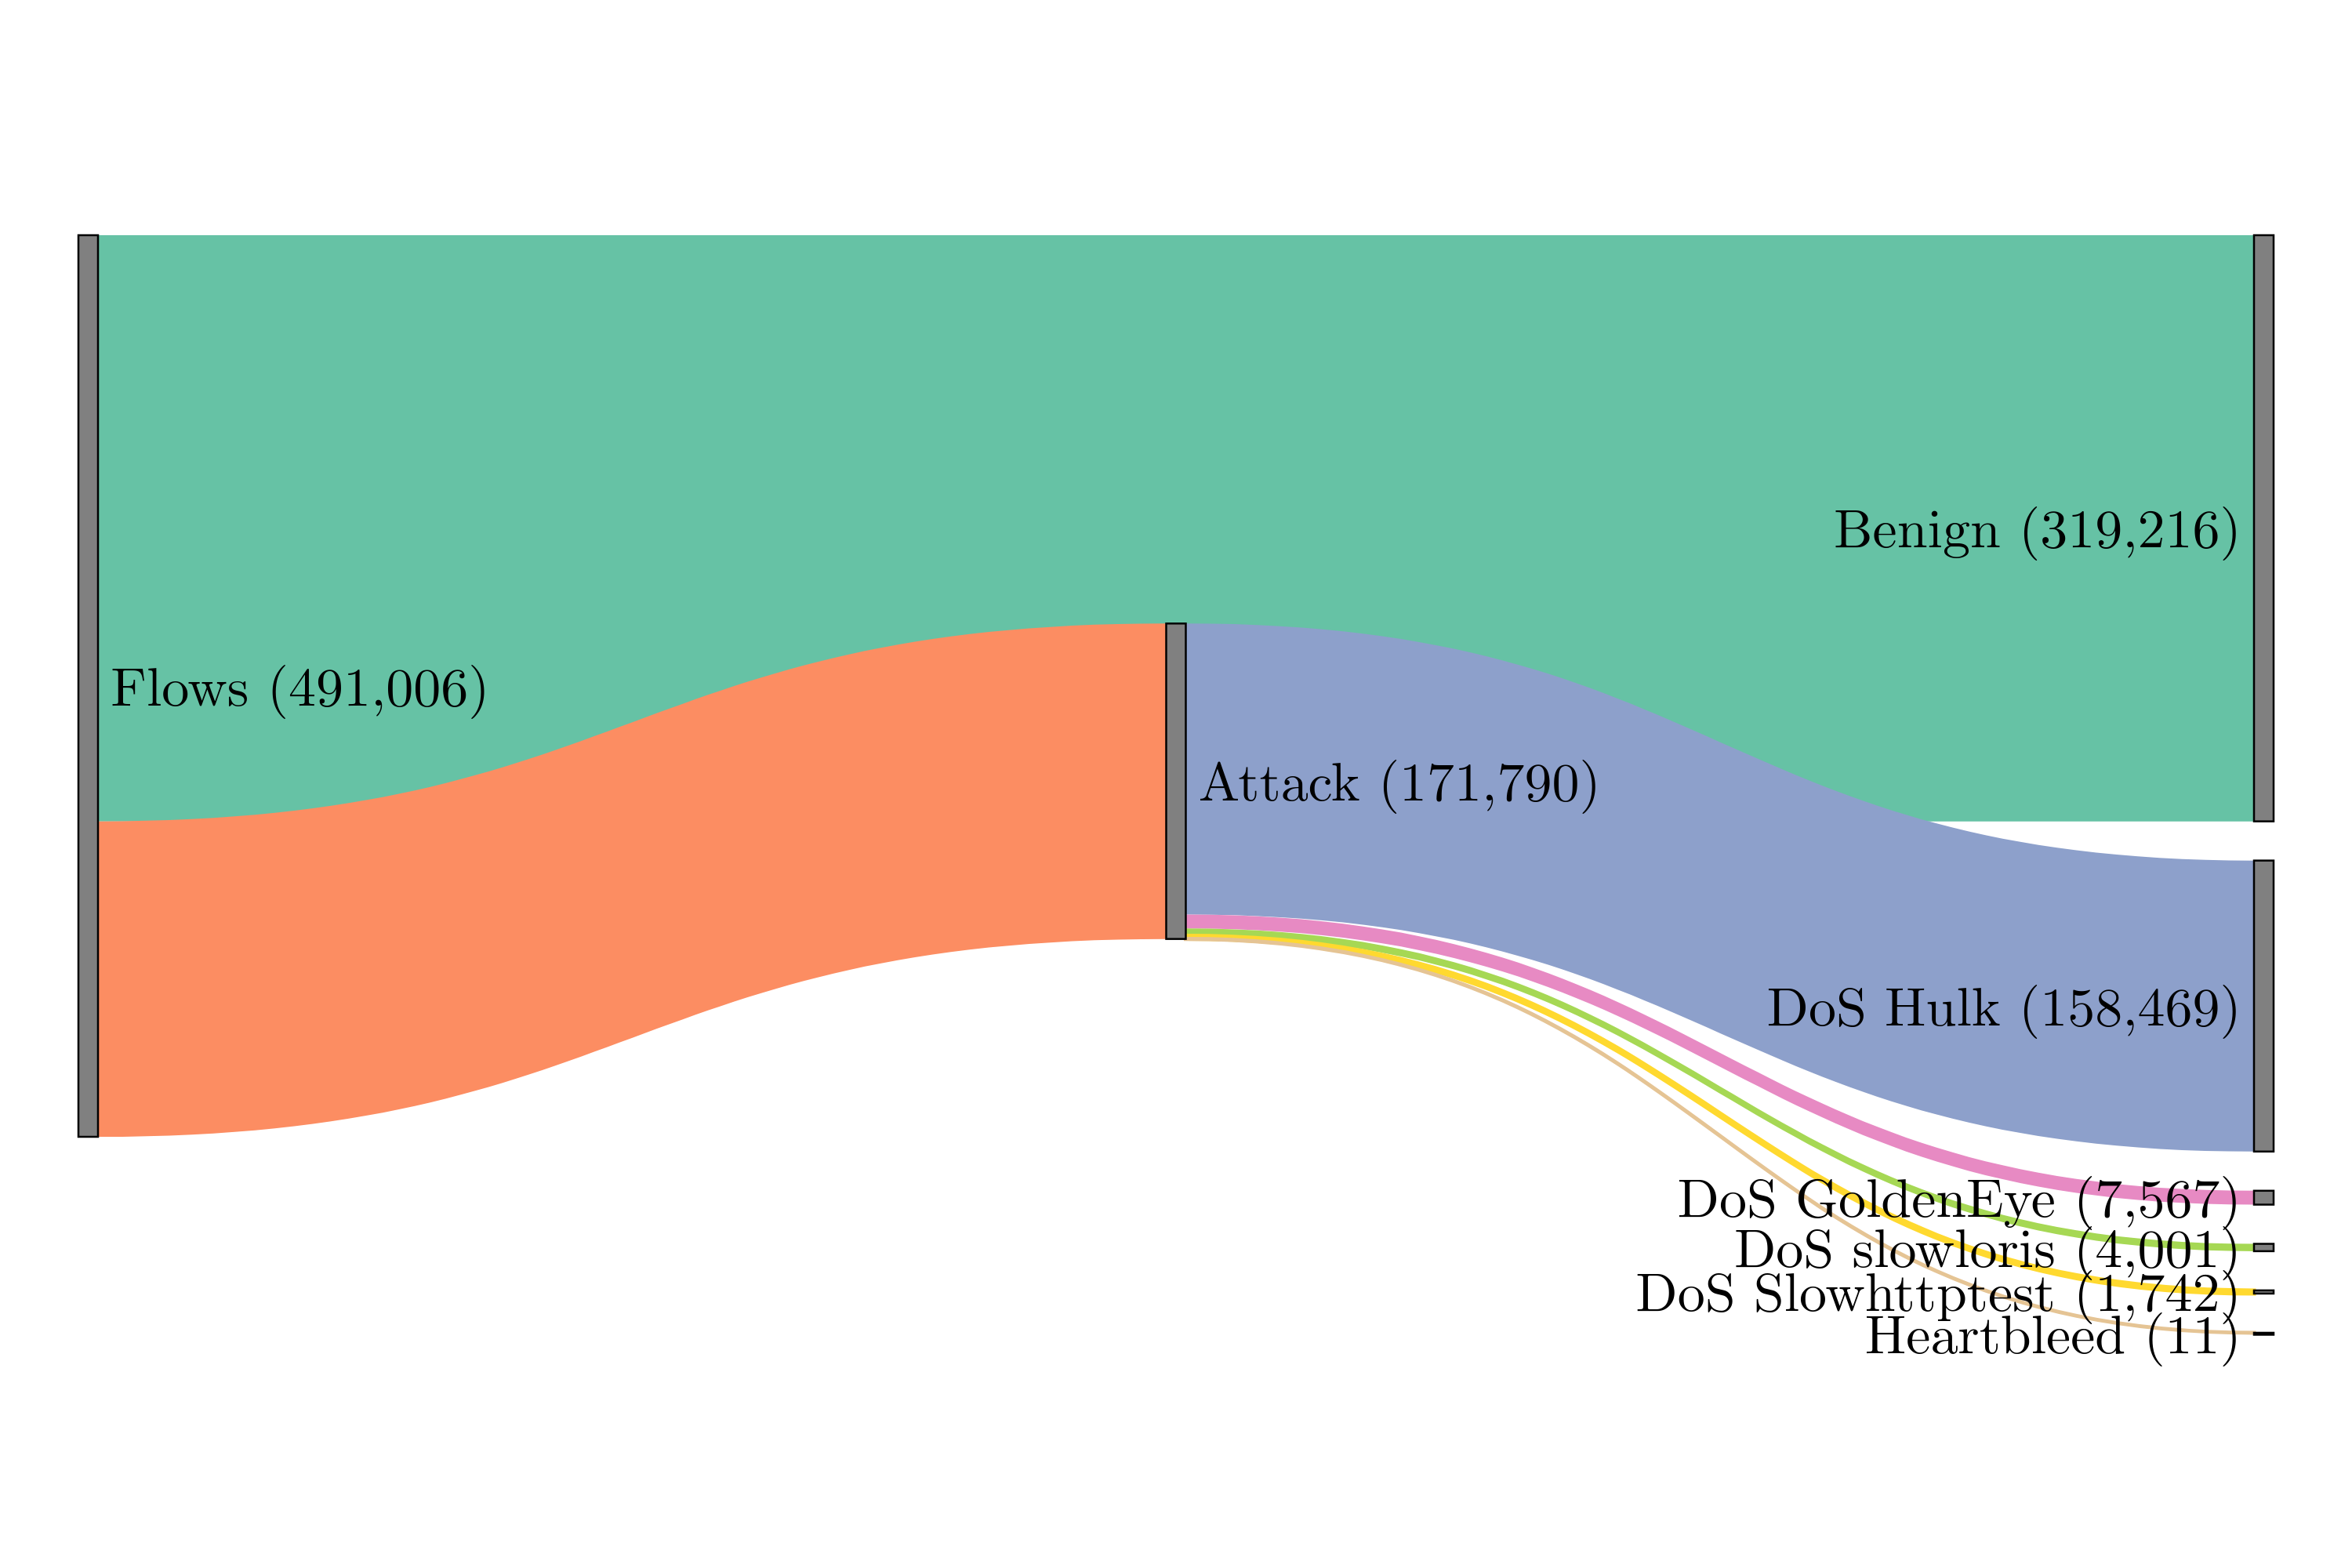 Flows (491,006)
Attack (171,790)
Benign (319,216)
DoS Hulk (158,469)
DoS GoldenEye (7,567)
DoS slowloris (4,001)
DoS Slowhttptest (1,742)
Heartbleed (11)